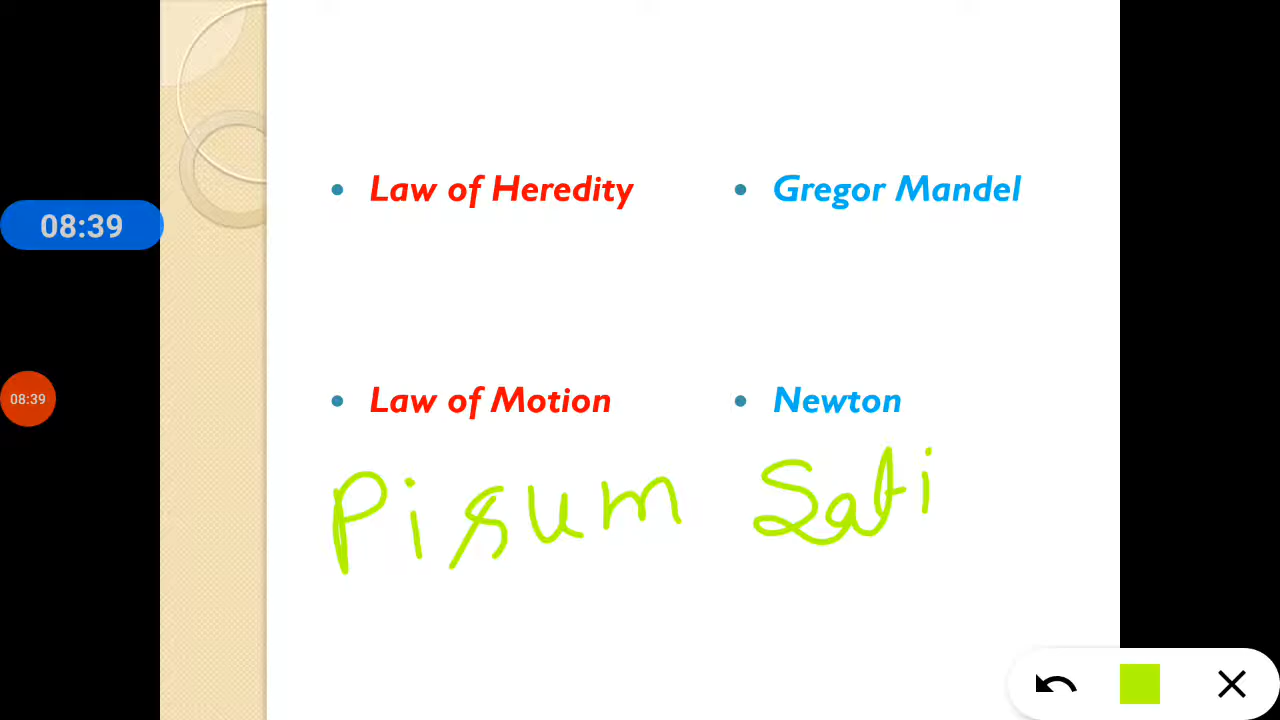 • Law of Heredity • Gregor Mandel
08:39
08:39
• Law of Motion • Newton
Pisum Sati